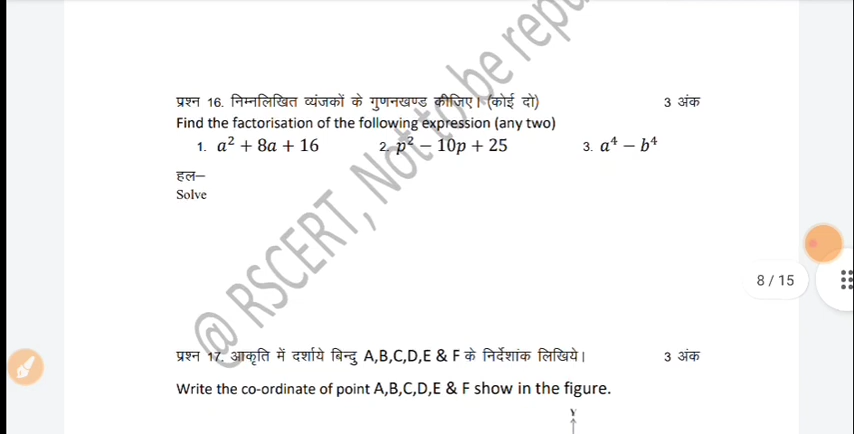 प्रश्न 16. निम्नलिखित व्यंजकों के गुणनखण्ड कीजिए। (कोई दो) 3 अंक
Find the factorisation of the following expression (any two)
1. a² + 8a + 16 2. p² − 10p + 25 3. a⁴ − b⁴
हल–
Solve
@ RSCERT, Not to be repu
8 / 15
प्रश्न 17. आकृति में दर्शाये बिन्दु A,B,C,D,E & F के निर्देशांक लिखिये। 3 अंक
Write the co-ordinate of point A,B,C,D,E & F show in the figure.
Y